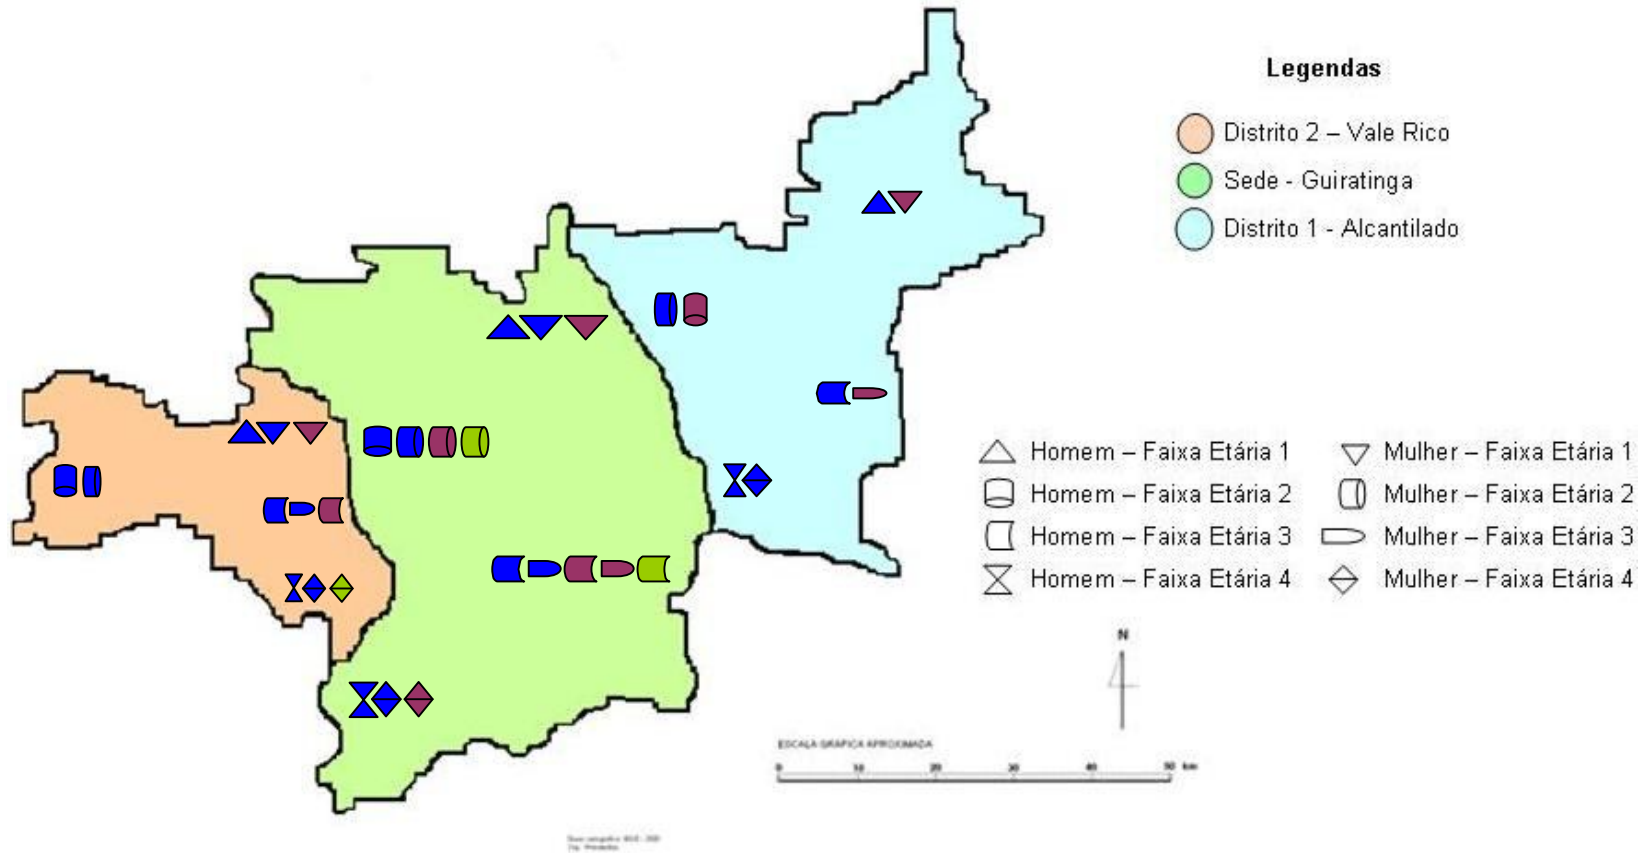 Legendas
Distrito 2 – Vale Rico
Sede - Guiratinga
Distrito 1 - Alcantilado
Homem – Faixa Etária 1
Mulher – Faixa Etária 1
Homem – Faixa Etária 2
Mulher – Faixa Etária 2
Homem – Faixa Etária 3
Mulher – Faixa Etária 3
Homem – Faixa Etária 4
Mulher – Faixa Etária 4
N
ESCALA GRÁFICA APROXIMADA
0 10 20 30 40 50 km